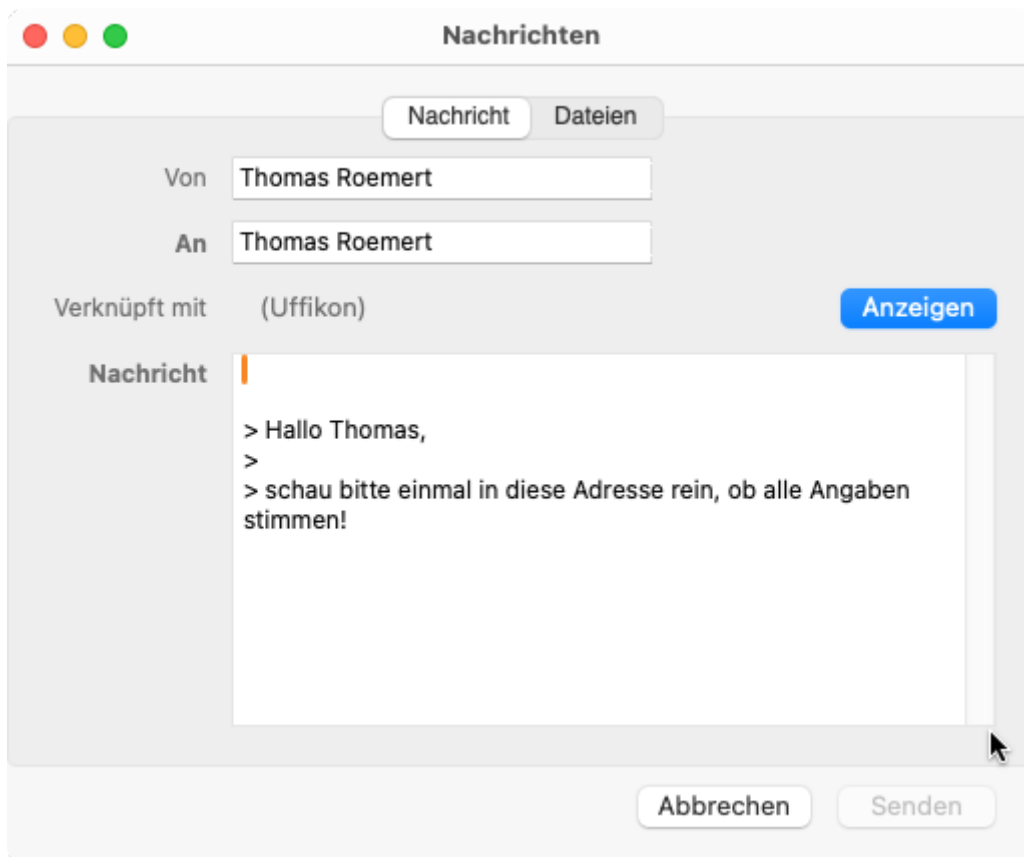 Nachrichten
Nachricht Dateien
Von Thomas Roemert
An Thomas Roemert
Verknüpft mit (Uffikon) Anzeigen
Nachricht
> Hallo Thomas,
>
> schau bitte einmal in diese Adresse rein, ob alle Angaben
stimmen!
Abbrechen Senden